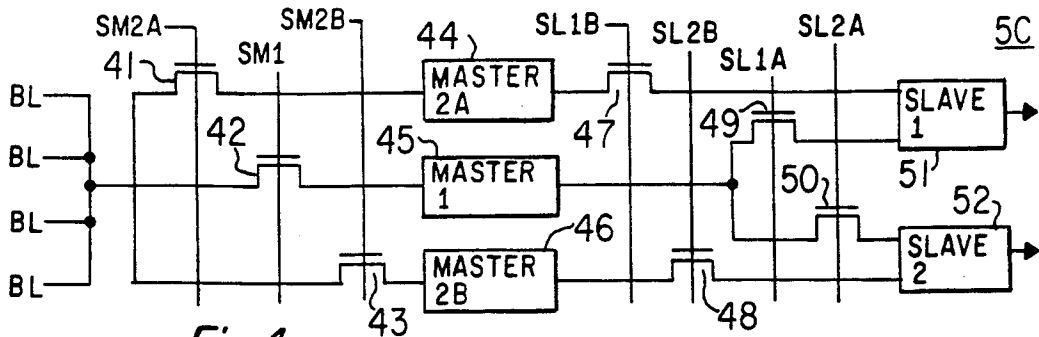 SM2A
SM1
SM2B
44
SL1B
SL2B
SL1A
SL2A
5C
41
BL
BL
BL
BL
42
MASTER
2A
47
49
SLAVE
1
51
45
MASTER
1
50
52
43
MASTER
2B
46
48
SLAVE
2